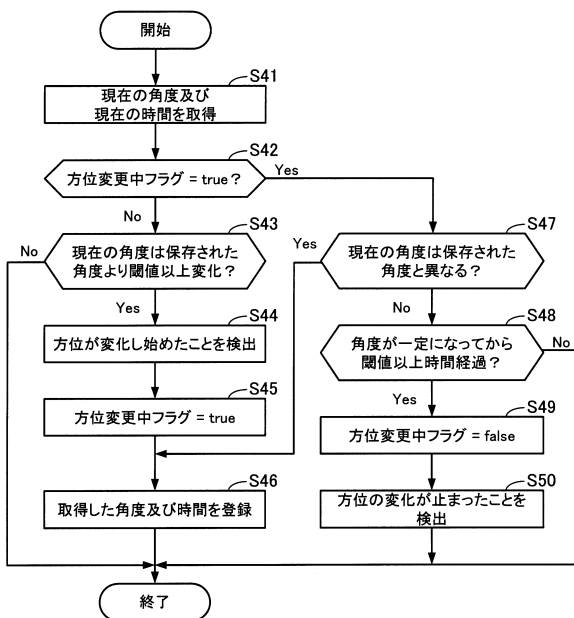 開始
S41
現在の角度及び
現在の時間を取得
S42
方位変更中フラグ = true？
Yes
No
S43
現在の角度は保存された
角度より閾値以上変化？
No
Yes
S44
方位が変化し始めたことを検出
S45
方位変更中フラグ = true
S46
取得した角度及び時間を登録
S47
現在の角度は保存された
角度と異なる？
Yes
No
S48
角度が一定になってから
閾値以上時間経過？
No
Yes
S49
方位変更中フラグ = false
S50
方位の変化が止まったことを
検出
終了